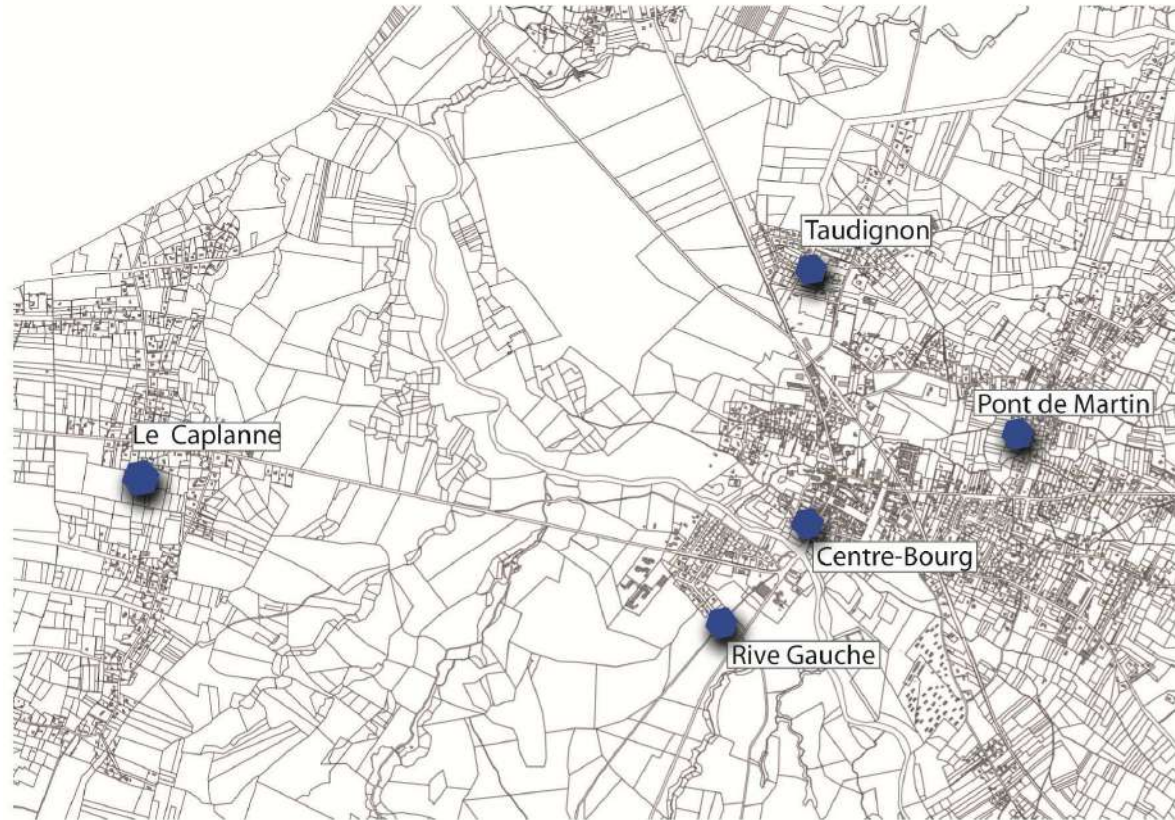 Taudignon
Pont de Martin
Le Caplanne
Centre-Bourg
Rive Gauche